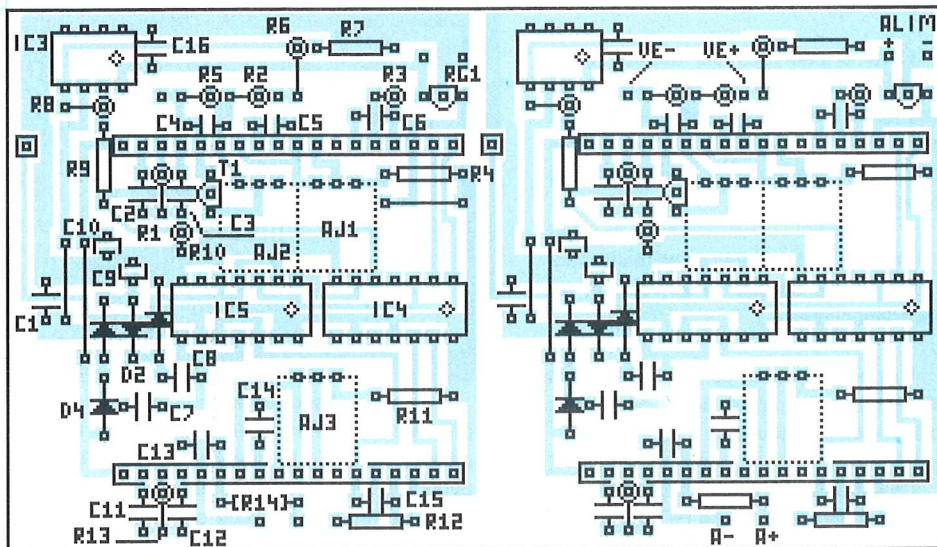 IC3
C16
R6
R7
ALIM
+ -
VE- VE+
R8
R5 R2
R3
RG1
C4
C5
C6
R9
T1
R4
C2
C3
AJ1
C10
R1
R10
AJ2
C9
C1
IC5
IC4
D2
C8
C14
D4
C7
AJ3
R11
C13
C11
(R14)
C15
R13
C12
R12
A- A+